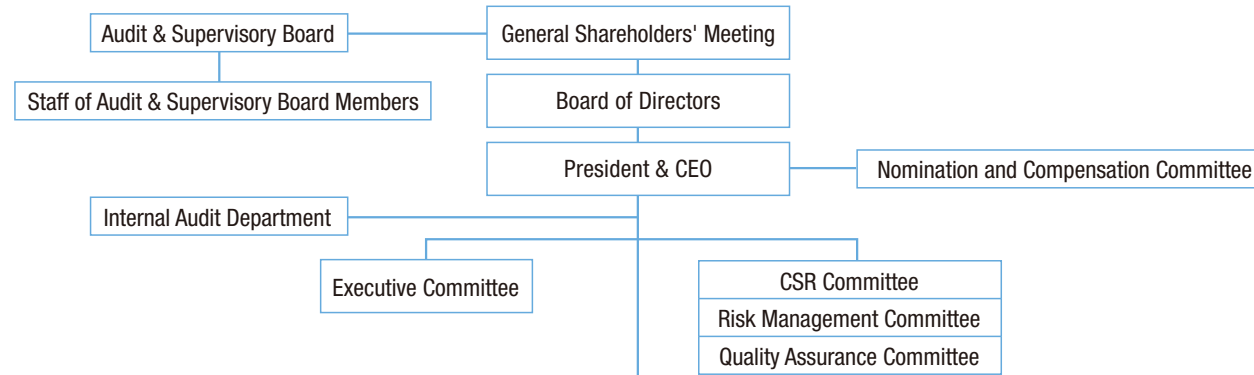 Audit & Supervisory Board
General Shareholders' Meeting
Staff of Audit & Supervisory Board Members
Board of Directors
President & CEO
Nomination and Compensation Committee
Internal Audit Department
Executive Committee
CSR Committee
Risk Management Committee
Quality Assurance Committee